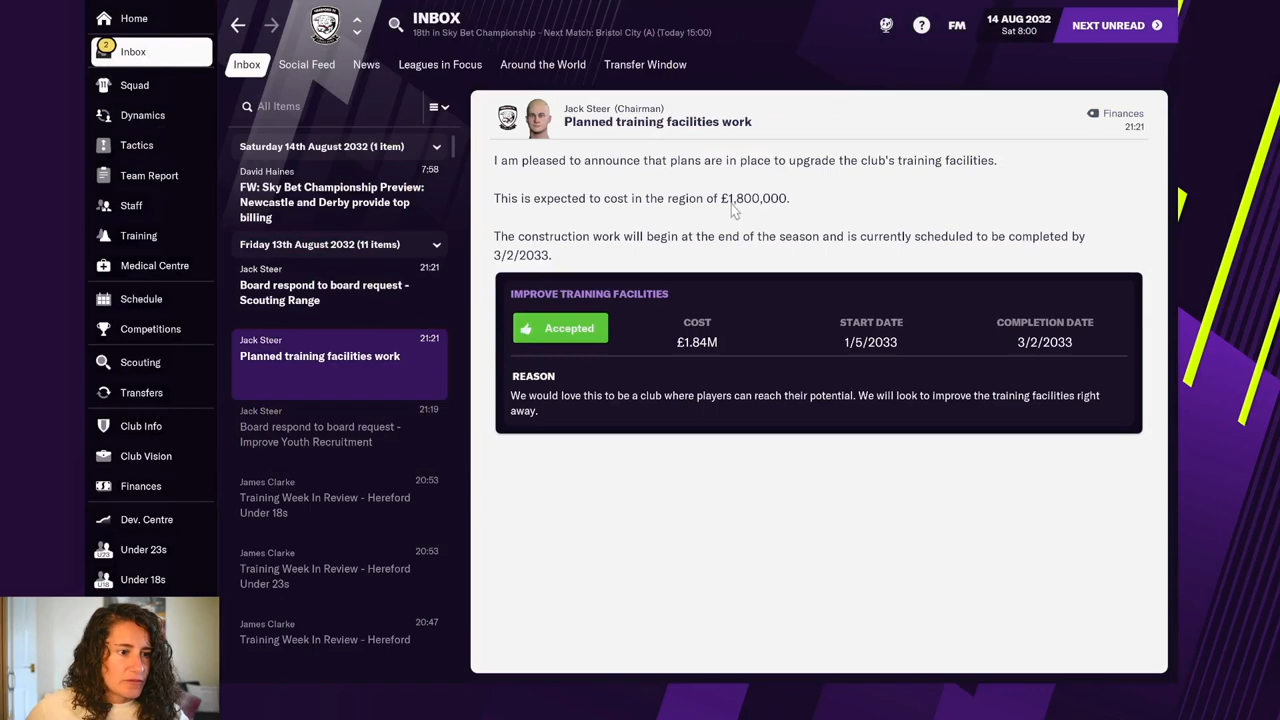 Home
2
Inbox
Squad
Dynamics
Tactics
Team Report
Staff
Training
Medical Centre
Schedule
Competitions
Scouting
Transfers
Club Info
Club Vision
Finances
Dev. Centre
U23
Under 23s
U18
Under 18s
INBOX
18th in Sky Bet Championship - Next Match: Bristol City (A) (Today 15:00)
FM
14 AUG 2032
Sat 8:00
NEXT UNREAD
Inbox
Social Feed
News
Leagues in Focus
Around the World
Transfer Window
All Items
Saturday 14th August 2032 (1 item)
7:58
David Haines
FW: Sky Bet Championship Preview:
Newcastle and Derby provide top
billing
Friday 13th August 2032 (11 items)
Jack Steer
21:21
Board respond to board request -
Scouting Range
Jack Steer
21:21
Planned training facilities work
Jack Steer
21:19
Board respond to board request -
Improve Youth Recruitment
James Clarke
20:53
Training Week In Review - Hereford
Under 18s
James Clarke
20:53
Training Week In Review - Hereford
Under 23s
James Clarke
20:47
Training Week In Review - Hereford
Jack Steer (Chairman)
Planned training facilities work
Finances
21:21
I am pleased to announce that plans are in place to upgrade the club's training facilities.
This is expected to cost in the region of £1,800,000.
The construction work will begin at the end of the season and is currently scheduled to be completed by
3/2/2033.
IMPROVE TRAINING FACILITIES
Accepted
COST
£1.84M
START DATE
1/5/2033
COMPLETION DATE
3/2/2033
REASON
We would love this to be a club where players can reach their potential. We will look to improve the training facilities right
away.